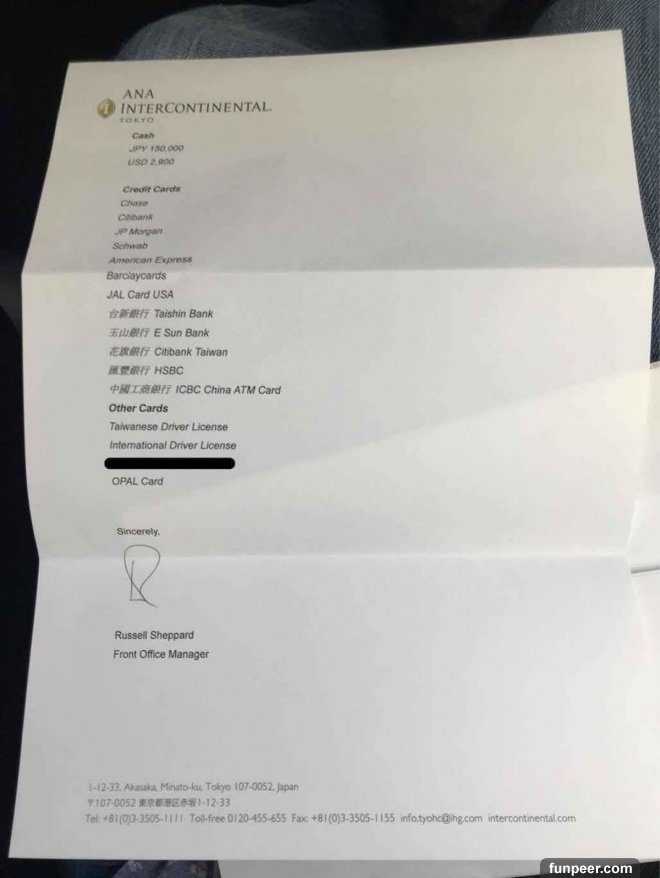 ANA
INTERCONTINENTAL®
TOKYO
Cash
JPY 150,000
USD 2,900
Credit Cards
Chase
Citibank
JP Morgan
Schwab
American Express
Barclaycards
JAL Card USA
台新銀行 Taishin Bank
玉山銀行 E Sun Bank
花旗銀行 Citibank Taiwan
匯豐銀行 HSBC
中國工商銀行 ICBC China ATM Card
Other Cards
Taiwanese Driver License
International Driver License
OPAL Card
Sincerely,
Russell Sheppard
Front Office Manager
1-12-33, Akasaka, Minato-ku, Tokyo 107-0052, Japan
〒107-0052 東京都港区赤坂1-12-33
Tel: +81(0)3-3505-1111 Toll-free 0120-455-655 Fax: +81(0)3-3505-1155 info.tyohc@ihg.com intercontinental.com
funpeer.com